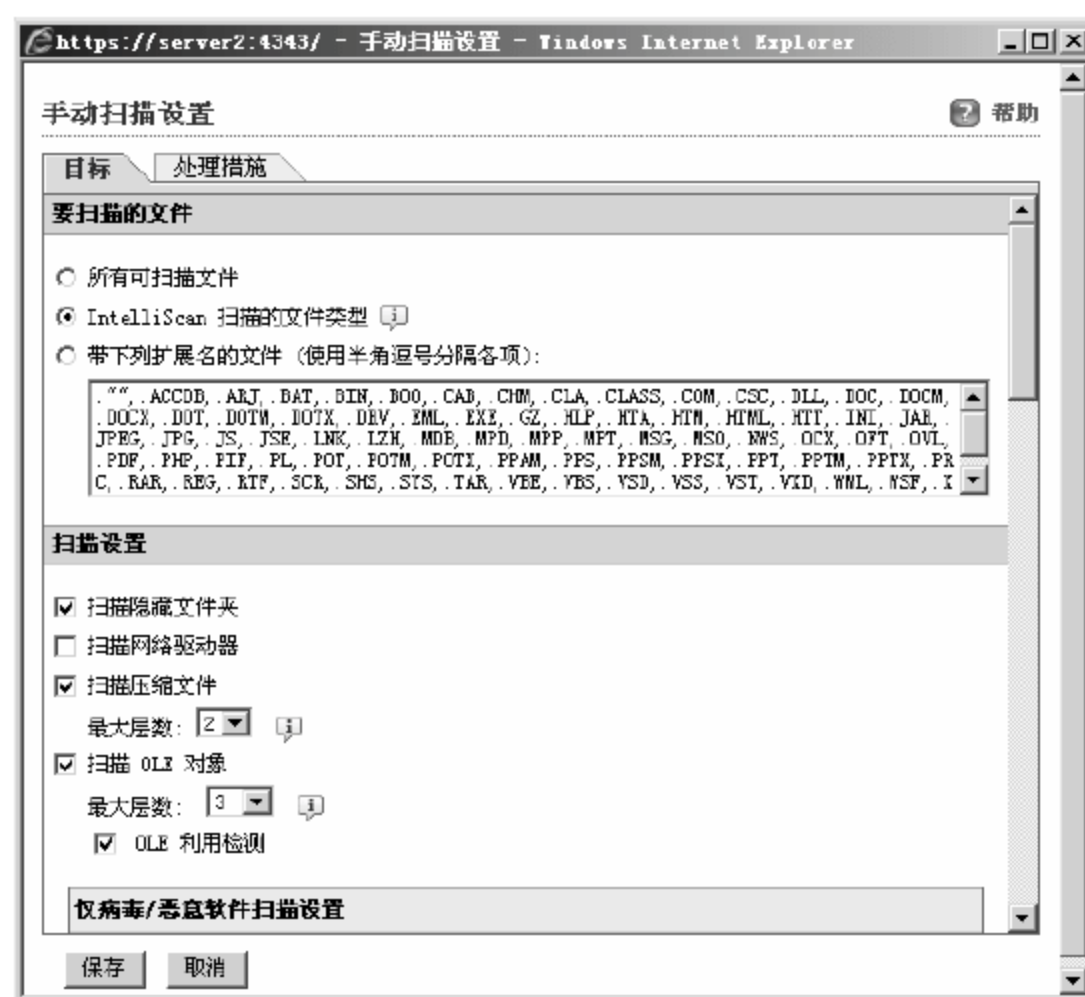 https://server2:4343/ - 手动扫描设置 - Windows Internet Explorer
手动扫描设置
帮助
目标
处理措施
要扫描的文件
所有可扫描文件
IntelliScan 扫描的文件类型
带下列扩展名的文件 (使用半角逗号分隔各项):
.“”, .ACCDB, .ARJ, .BAT, .BIN, .BOO, .CAB, .CHM, .CLA, .CLASS, .COM, .CSC, .DLL, .DOC, .DOCM,
.DOCX, .DOT, .DOTM, .DOTX, .DRV, .EML, .EXE, .GZ, .HLP, .HTA, .HTM, .HTML, .HTT, .INI, .JAR, .
JPEG, .JPG, .JS, .JSE, .LNK, .LZH, .MDB, .MPD, .MPP, .MPT, .MSG, .MSO, .NWS, .OCX, .OFT, .OVL,
.PDF, .PHP, .PIF, .PL, .POT, .POTM, .POTX, .PPAM, .PPS, .PPSM, .PPSX, .PPT, .PPTM, .PPTX, .PR
C, .RAR, .REG, .RTF, .SCR, .SHS, .SYS, .TAR, .VBE, .VBS, .VSD, .VSS, .VST, .VXD, .WML, .WSF, .X
扫描设置
扫描隐藏文件夹
扫描网络驱动器
扫描压缩文件
最大层数: 2
扫描 OLE 对象
最大层数: 3
OLE 利用检测
仅病毒/恶意软件扫描设置
保存
取消